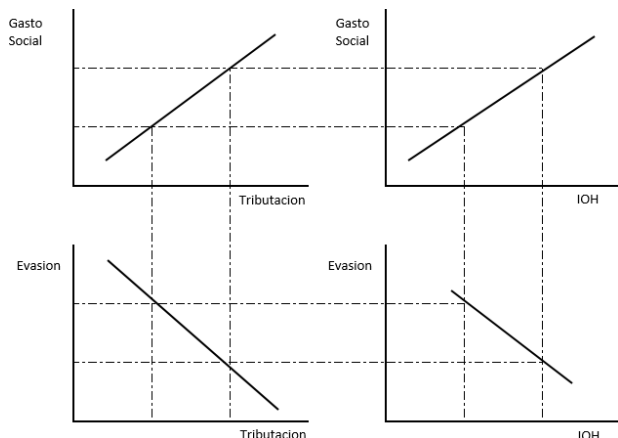 Gasto
Social
Gasto
Social
Tributacion
IOH
Evasion
Evasion
Tributacion
IOH